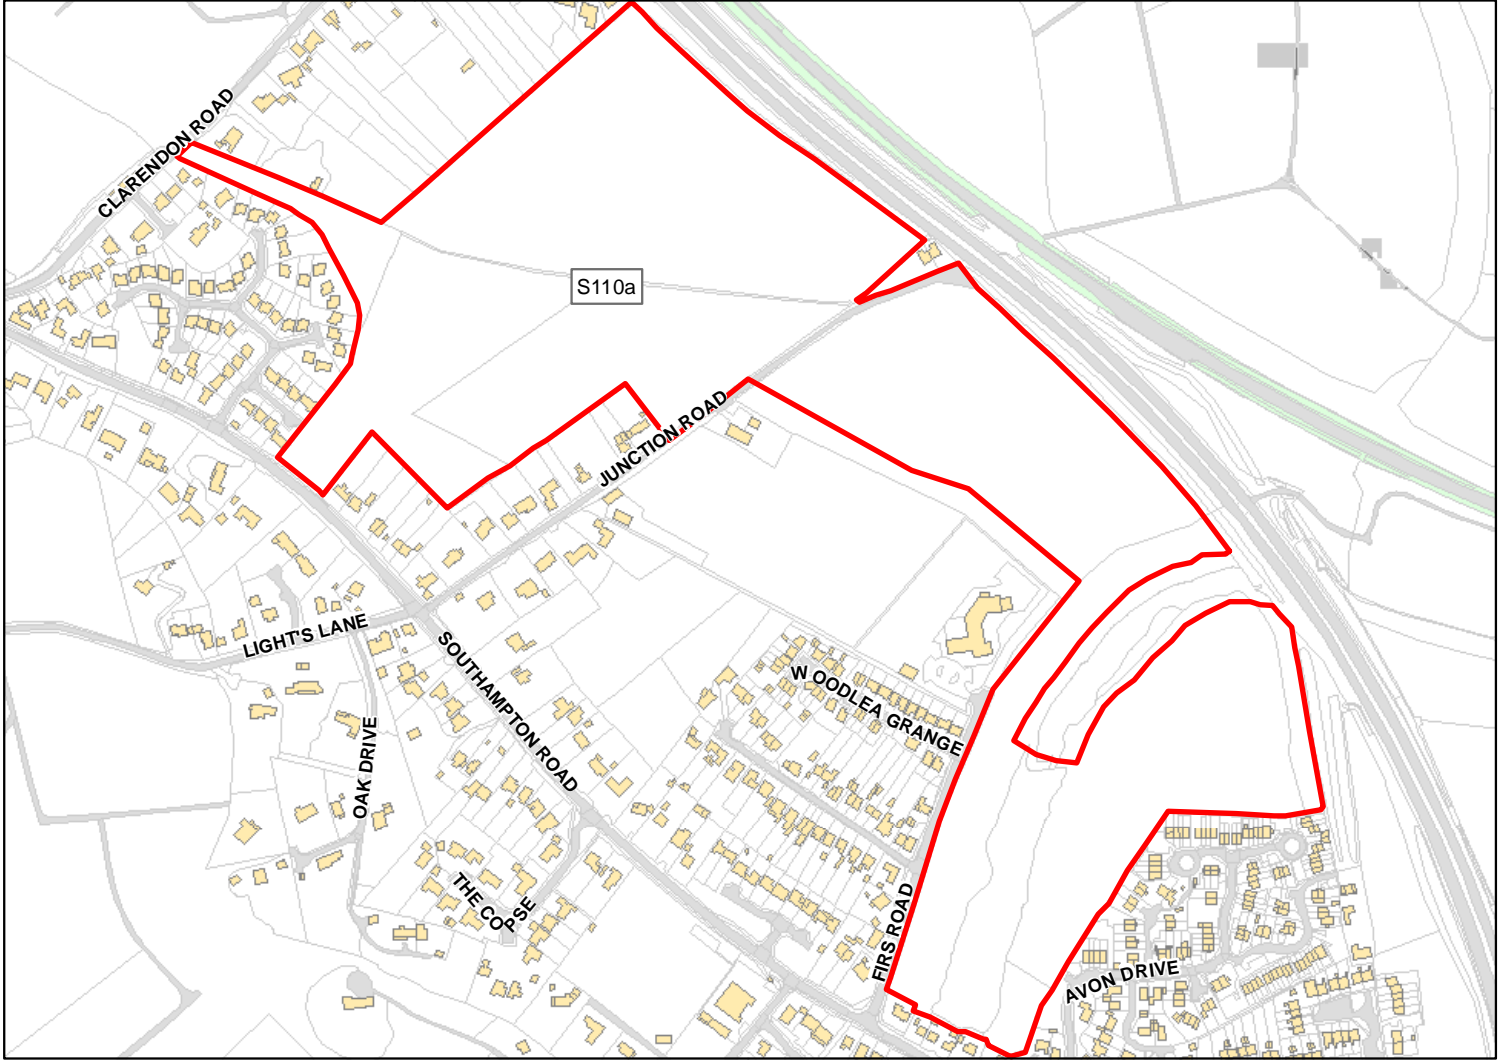 CLARENDON ROAD
S110a
JUNCTION ROAD
LIGHT'S LANE
SOUTHAMPTON ROAD
W OODLEA GRANGE
OAK DRIVE
THE COPSE
FIRS ROAD
AVON DRIVE